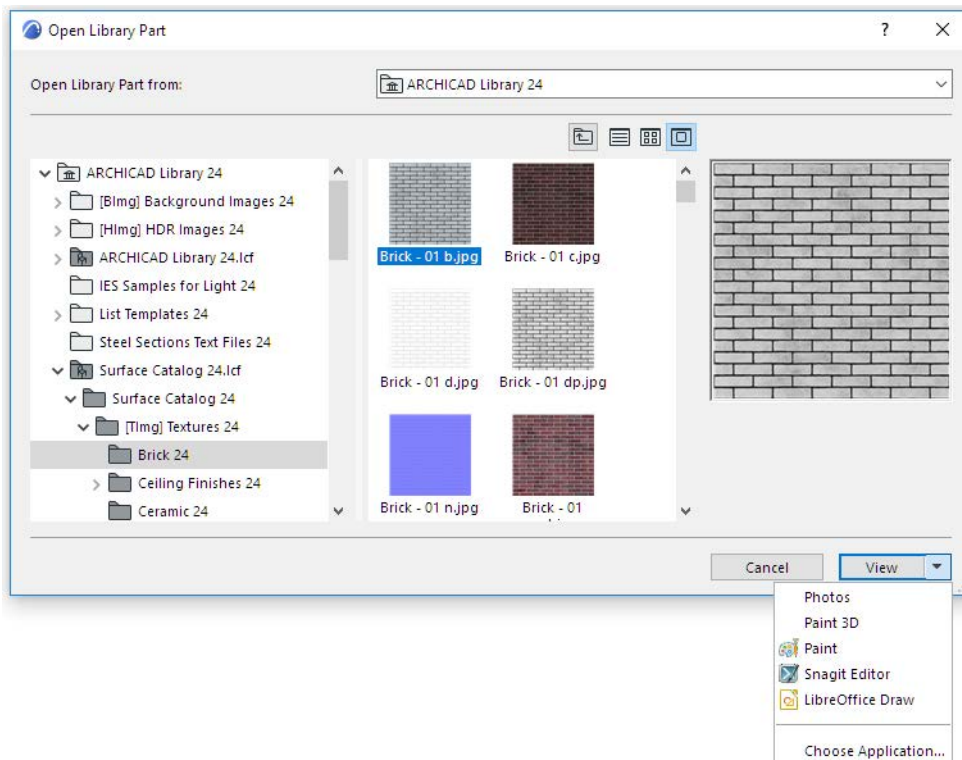 Open Library Part
?
Open Library Part from:
ARCHICAD Library 24
ARCHICAD Library 24
[BImg] Background Images 24
[HImg] HDR Images 24
ARCHICAD Library 24.lcf
IES Samples for Light 24
List Templates 24
Steel Sections Text Files 24
Surface Catalog 24.lcf
Surface Catalog 24
[TImg] Textures 24
Brick 24
Ceiling Finishes 24
Ceramic 24
Brick - 01 b.jpg
Brick - 01 c.jpg
Brick - 01 d.jpg
Brick - 01 dp.jpg
Brick - 01 n.jpg
Brick - 01
Cancel
View
Photos
Paint 3D
Paint
Snagit Editor
LibreOffice Draw
Choose Application...